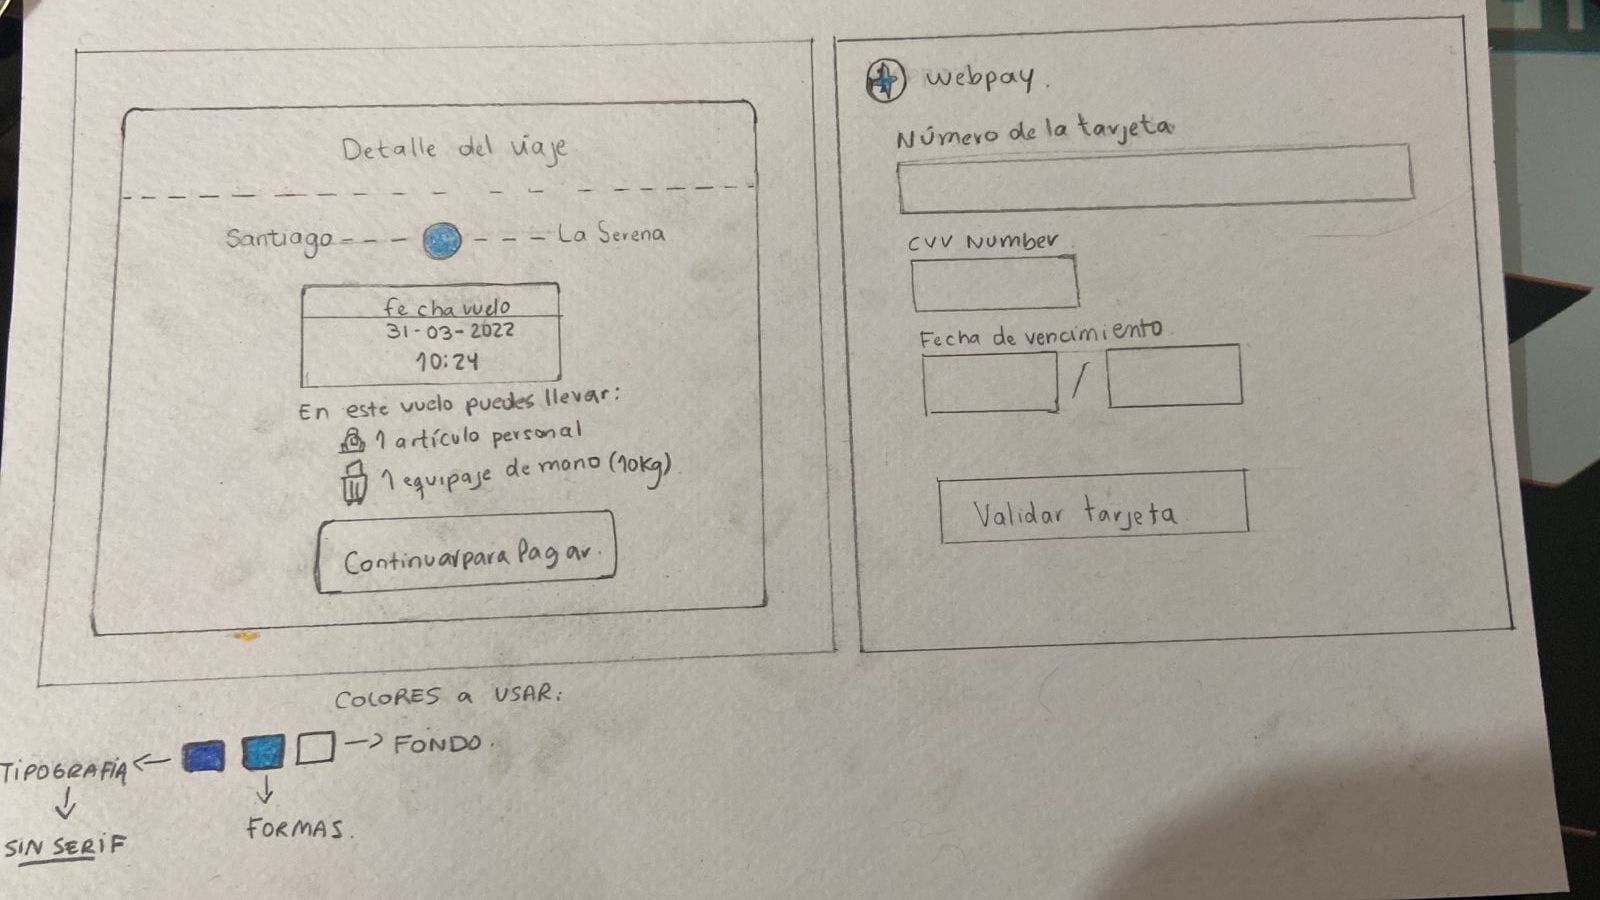 Detalle del viaje
Santiago --- --- La Serena
fecha vuelo
31-03-2022
10:24
En este vuelo puedes llevar:
1 artículo personal
1 equipaje de mano (10kg)
Continuar para Pagar.
webpay.
Número de la tarjeta
CVV Number
Fecha de vencimiento
/
Validar tarjeta
COLORES a USAR:
TIPOGRAFÍA ← → FONDO.
SIN SERIF
FORMAS.